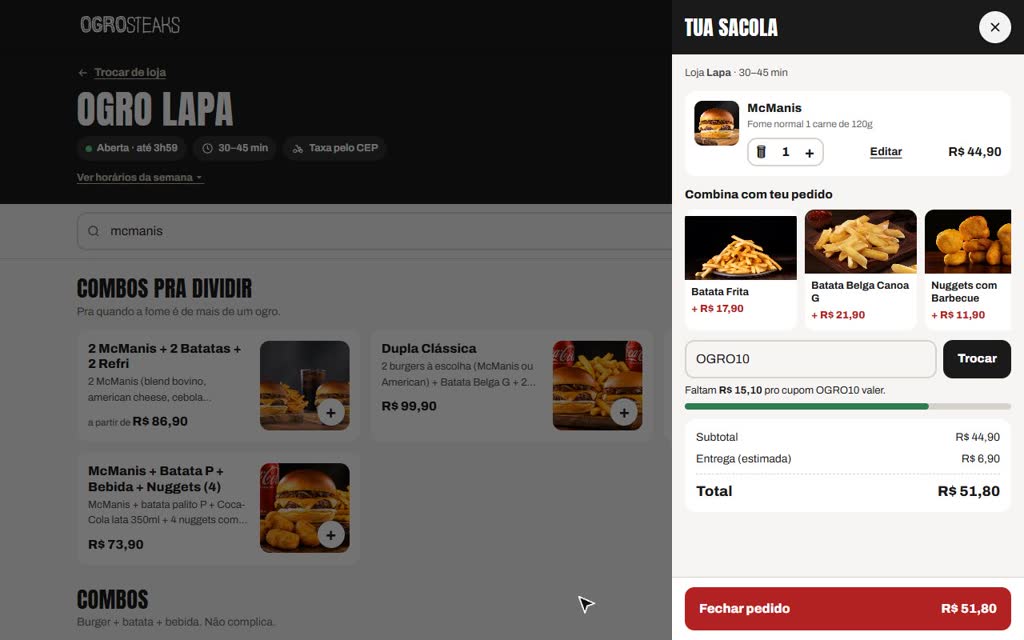 OGROSTEAKS
Trocar de loja
OGRO LAPA
Aberta · até 3h59
30–45 min
Taxa pelo CEP
Ver horários da semana
mcmanis
COMBOS PRA DIVIDIR
Pra quando a fome é de mais de um ogro.
2 McManis + 2 Batatas +
2 Refri
2 McManis (blend bovino,
american cheese, cebola...
a partir de R$ 86,90
Dupla Clássica
2 burgers à escolha (McManis ou
American) + Batata Belga G + 2...
R$ 99,90
McManis + Batata P +
Bebida + Nuggets (4)
McManis + batata palito P + Coca-
Cola lata 350ml + 4 nuggets com...
R$ 73,90
COMBOS
Burger + batata + bebida. Não complica.
TUA SACOLA
Loja Lapa · 30–45 min
McManis
Fome normal 1 carne de 120g
1 +
Editar
R$ 44,90
Combina com teu pedido
Batata Frita
+ R$ 17,90
Batata Belga Canoa
G
+ R$ 21,90
Nuggets com
Barbecue
+ R$ 11,90
OGRO10
Trocar
Faltam R$ 15,10 pro cupom OGRO10 valer.
Subtotal R$ 44,90
Entrega (estimada) R$ 6,90
Total R$ 51,80
Fechar pedido R$ 51,80